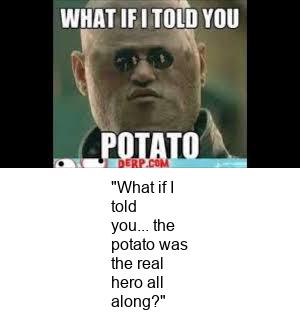 WHAT IF I TOLD YOU
POTATO
DERP.COM
"What if I
told
you... the
potato was
the real
hero all
along?"